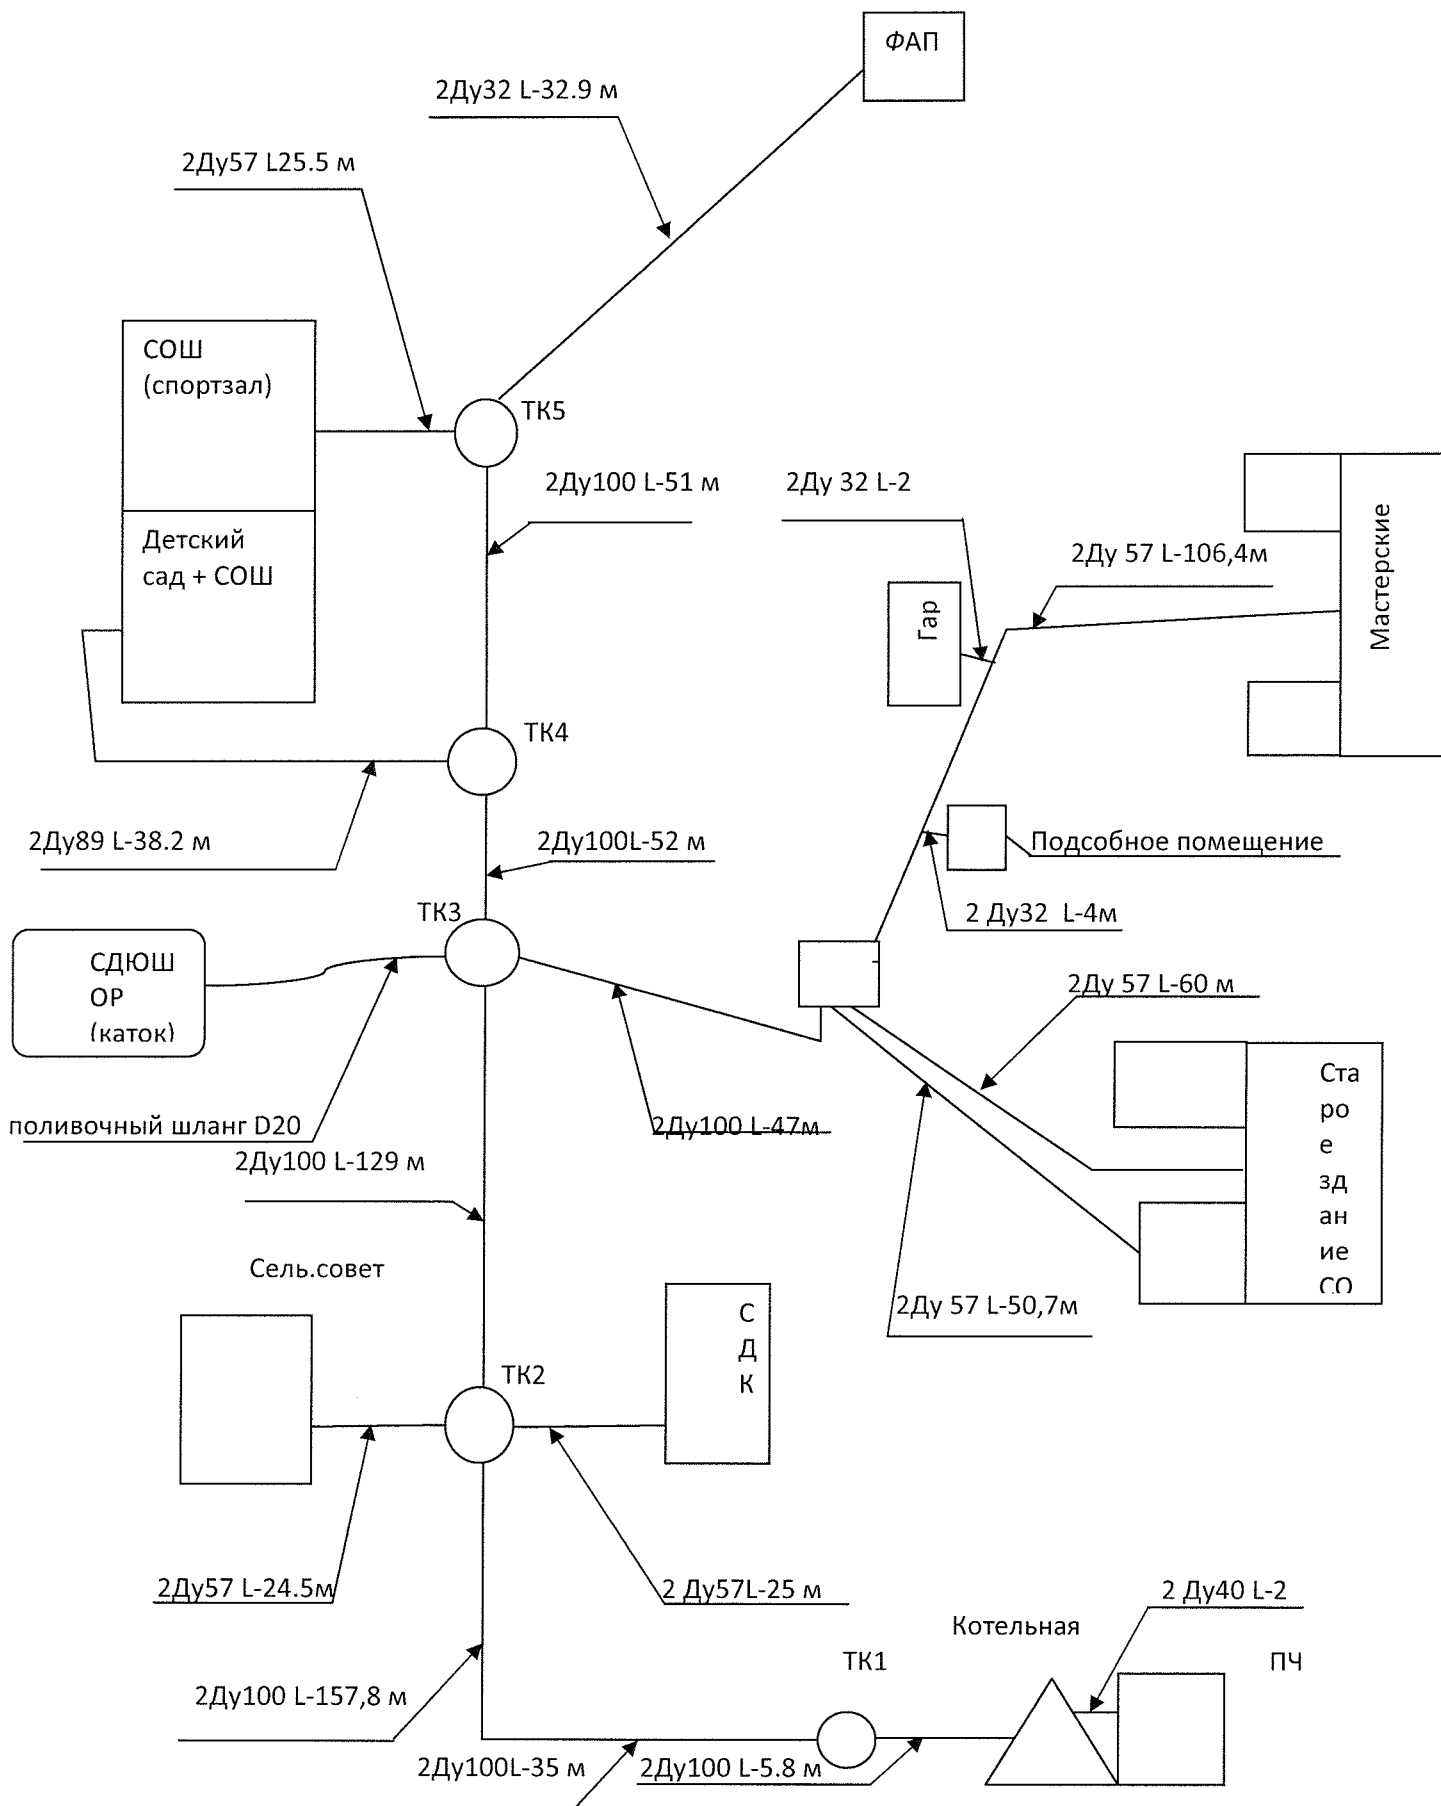 ФАП
2Ду32 L-32.9 м
2Ду57 L25.5 м
СОШ
(спортзал)
ТК5
2Ду100 L-51 м
2Ду 32 L-2
Детский
сад + СОШ
2Ду 57 L-106,4м
Мастерские
Гар
ТК4
2Ду89 L-38.2 м
2Ду100L-52 м
Подсобное помещение
ТК3
2 Ду32 L-4м
СДЮШ
ОР
(каток)
2Ду 57 L-60 м
Ста
ро
е
зд
ан
ие
СО
поливочный шланг D20
2Ду100 L-47м
2Ду100 L-129 м
Сель.совет
2Ду 57 L-50,7м
С
Д
К
ТК2
2Ду57 L-24.5м
2 Ду57L-25 м
2 Ду40 L-2
Котельная
ТК1
ПЧ
2Ду100 L-157,8 м
2Ду100L-35 м
2Ду100 L-5.8 м